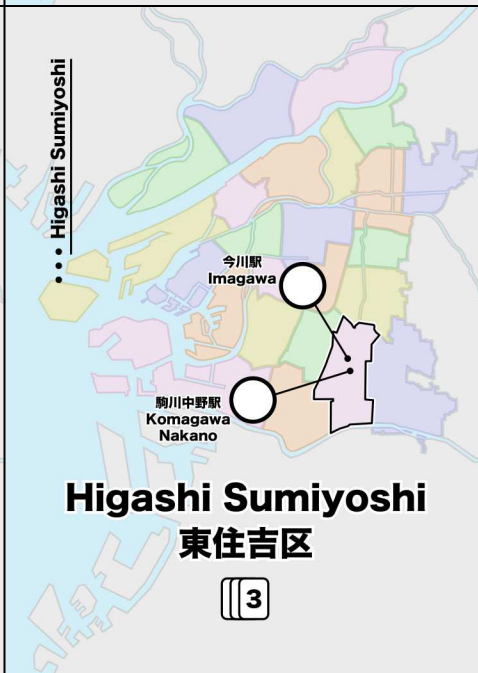 ••• Higashi Sumiyoshi
今川駅
Imagawa
駒川中野駅
Komagawa
Nakano
Higashi Sumiyoshi
東住吉区
3